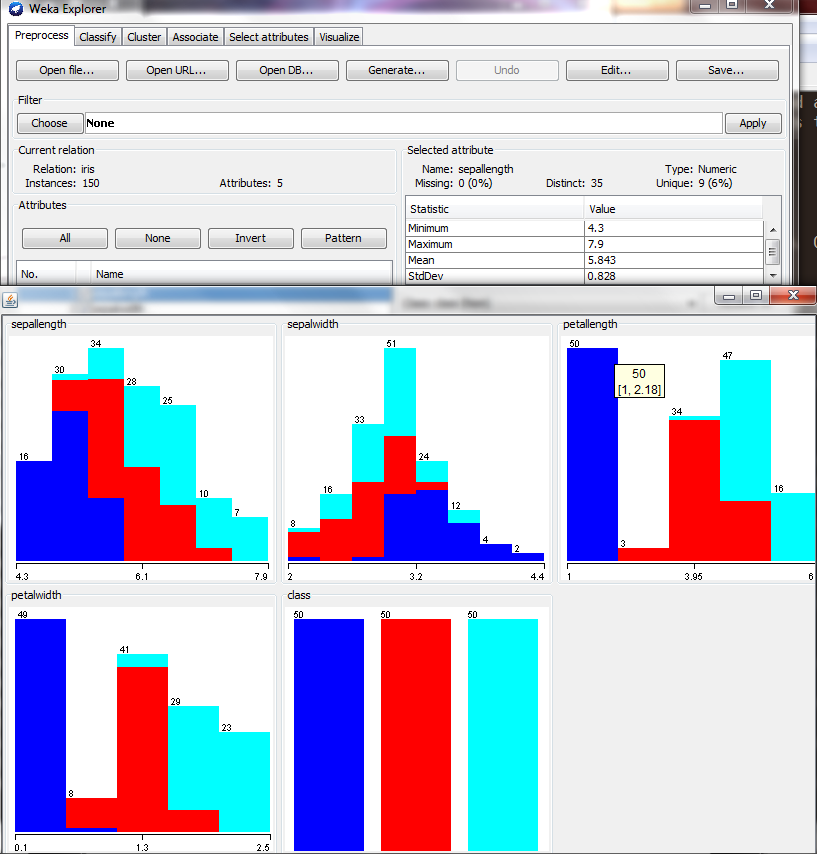 Weka Explorer
Preprocess Classify Cluster Associate Select attributes Visualize
Open file... Open URL... Open DB... Generate... Undo Edit... Save...
Filter
Choose None Apply
Current relation
Relation: iris
Instances: 150 Attributes: 5
Selected attribute
Name: sepallength Type: Numeric
Missing: 0 (0%) Distinct: 35 Unique: 9 (6%)
Attributes
All None Invert Pattern
No. Name
Statistic Value
Minimum 4.3
Maximum 7.9
Mean 5.843
StdDev 0.828
sepallength
16 30 34 28 25 10 7
4.3 6.1 7.9
sepalwidth
8 16 33 51 24 12 4 2
2 3.2 4.4
petallength
50 3 34 47 16
50
[1, 2.18]
1 3.95 6
petalwidth
49 8 41 29 23
0.1 1.3 2.5
class
50 50 50